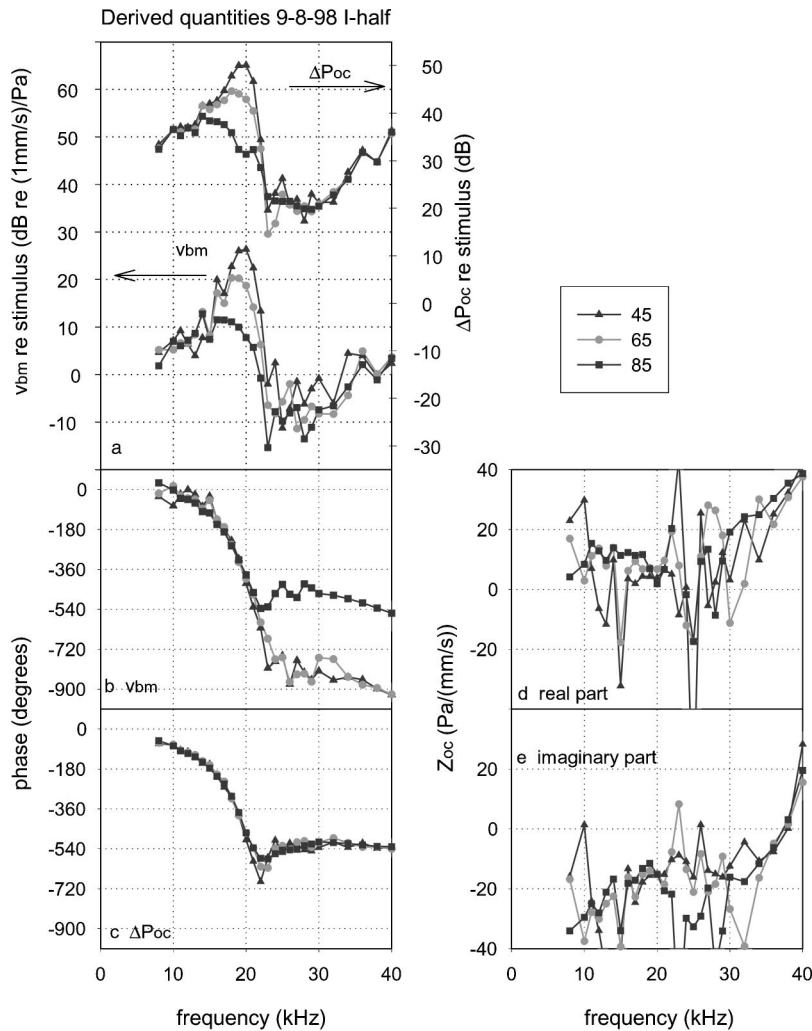 Derived quantities 9-8-98 I-half
vbm re stimulus (dB re (1mm/s)/Pa)
60
50
40
30
20
10
0
-10
ΔPoc
vbm
a
50
40
30
20
10
0
-10
-20
-30
ΔPoc re stimulus (dB)
45
65
85
phase (degrees)
0
-180
-360
-540
-720
-900
b vbm
0
-180
-360
-540
-720
-900
c ΔPoc
0 10 20 30 40
frequency (kHz)
Zoc (Pa/(mm/s))
40
20
0
-20
d real part
e imaginary part
20
0
-20
-40
0 10 20 30 40
frequency (kHz)